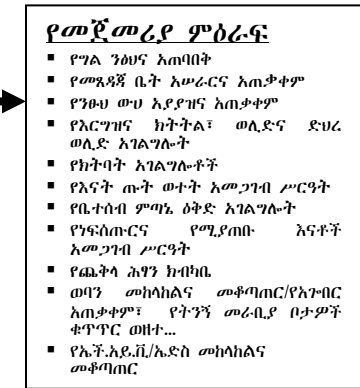 የመጀመሪያ ምዕራፍ
▪ የግል ንፅህና አጠባበቅ
▪ የመጸዳጃ ቤት አሠራርና አጠቃቀም
▪ የንፁህ ውሀ አያያዝና አጠቃቀም
▪ የእርግዝና ክትትል፣ ወሊድና ድህረ
ወሊድ አገልግሎት
▪ የክትባት አገልግሎቶች
▪ የእናት ጡት ወተት አመጋገብ ሥርዓት
▪ የቤተሰብ ምጣኔ ዕቅድ አገልግሎት
▪ የነፍሰጡርና የሚያጠቡ እናቶች
አመጋገብ ሥርዓት
▪ የጨቅላ ሕፃን ክብካቤ
▪ ወባን መከላከልና መቆጣጠር/የአጎበር
አጠቃቀም፣ የትንኝ መራቢያ ቦታዎች
ቁጥጥር ወዘተ...
▪ የኤች.አይ.ቪ/ኤድስ መከላከልና
መቆጣጠር